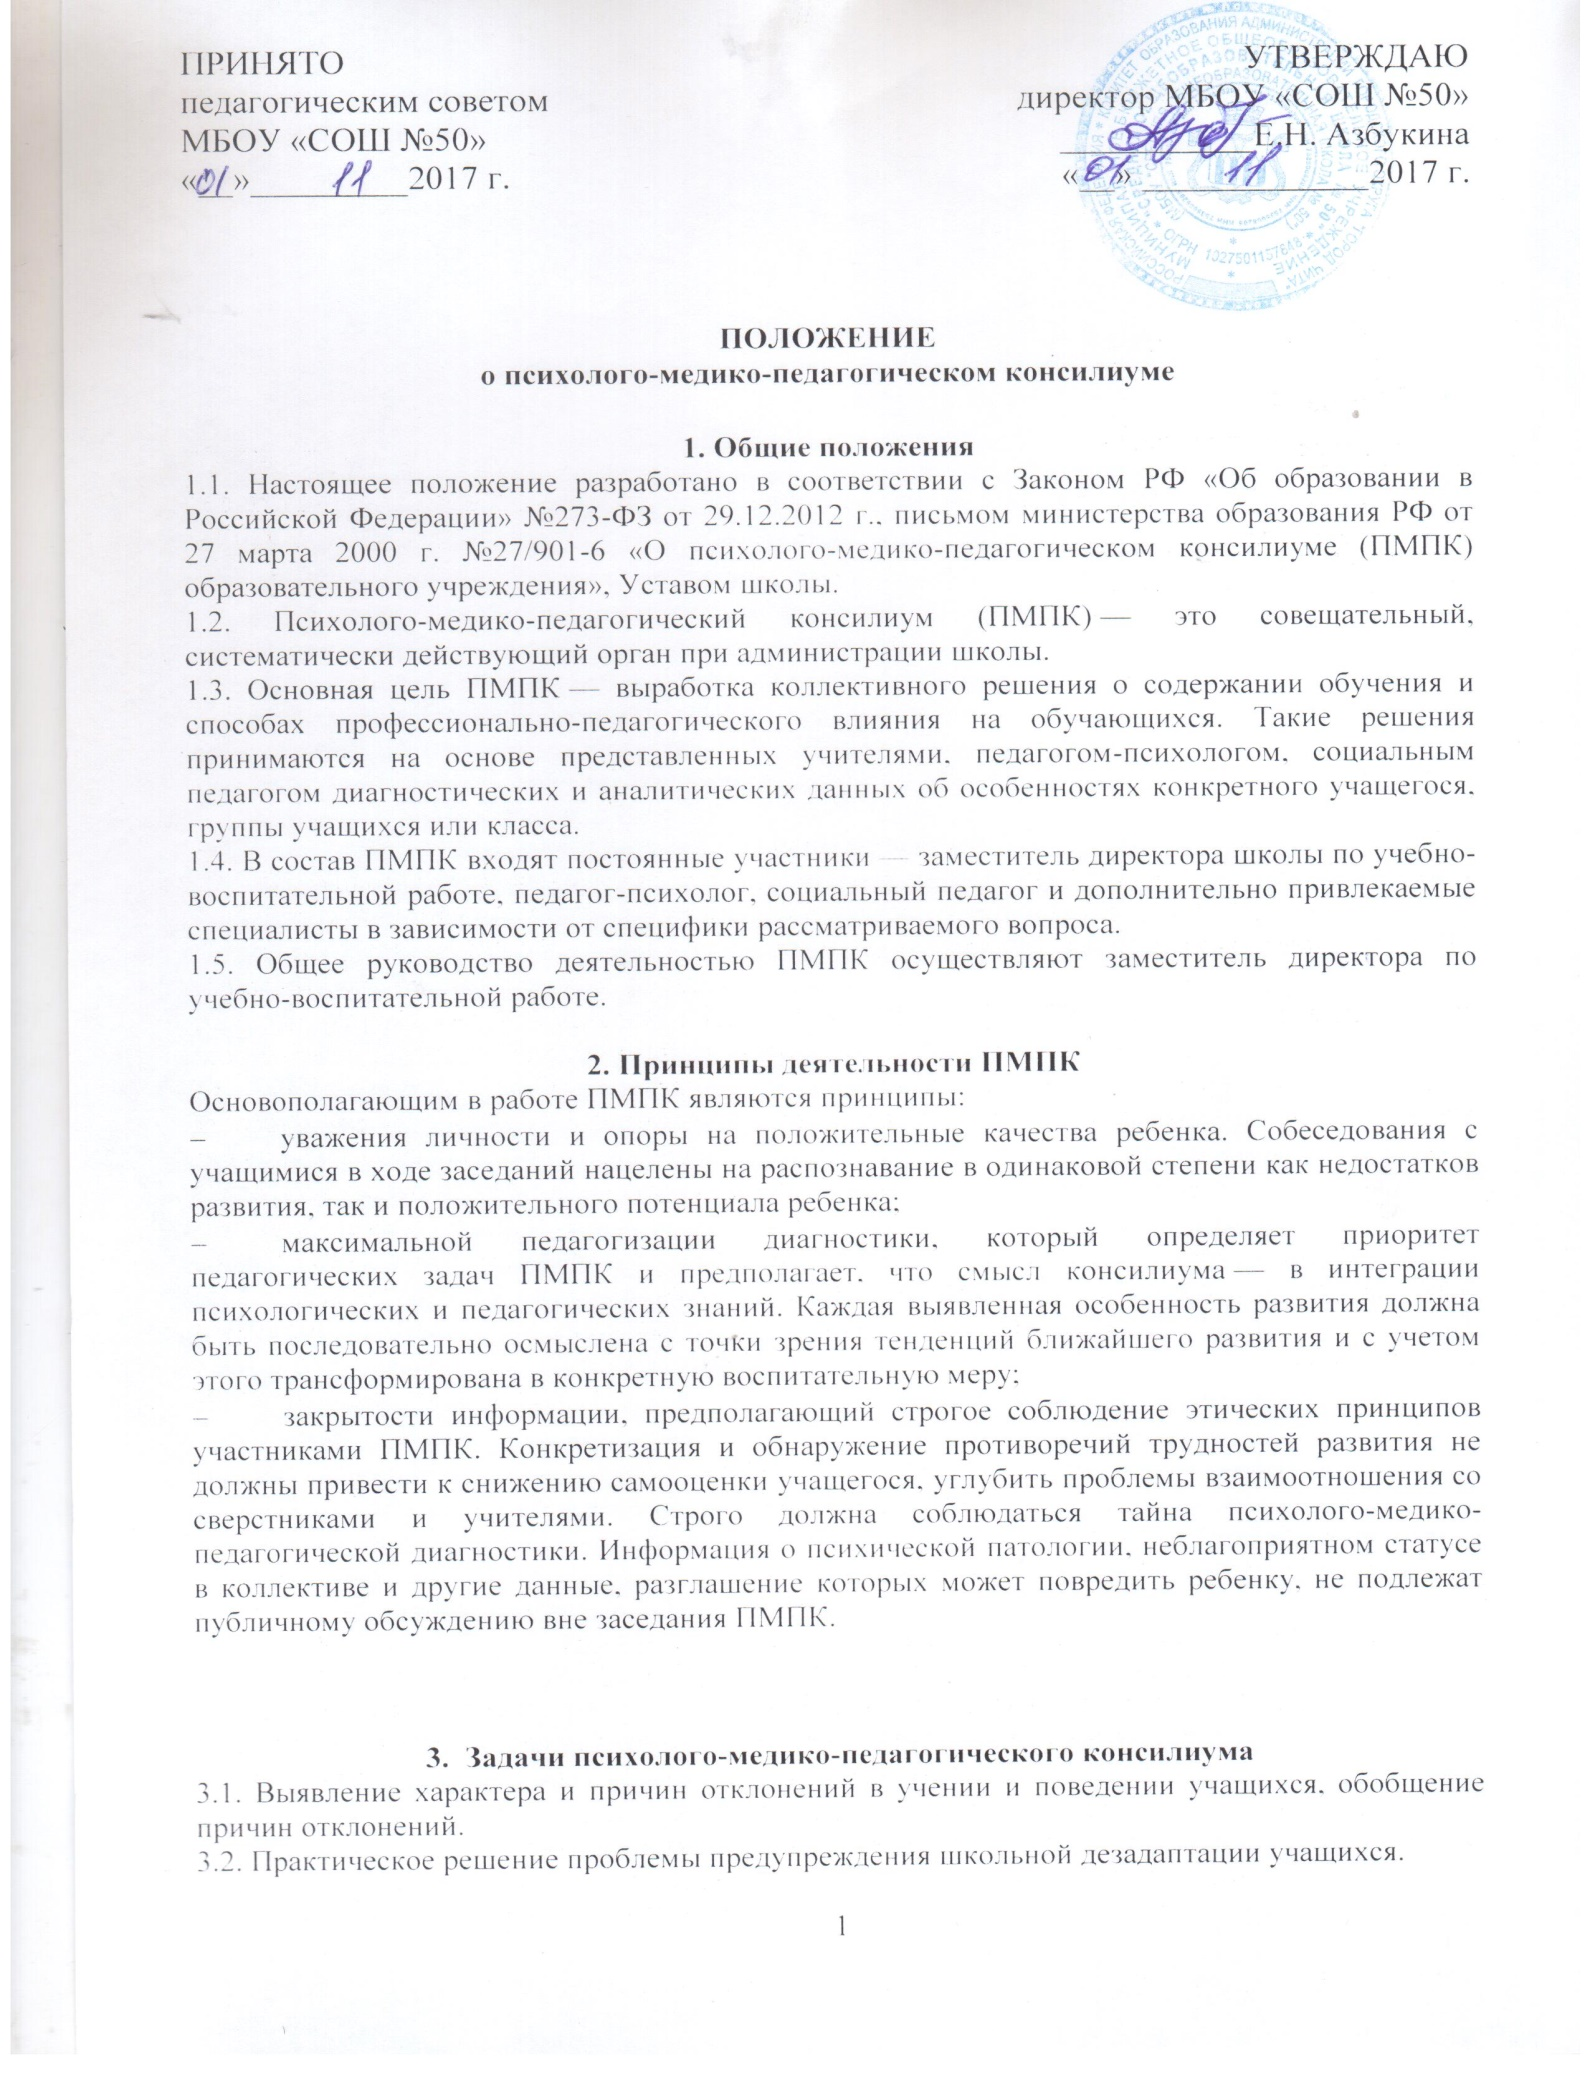 ПРИНЯТО
педагогическим советом
МБОУ «СОШ №50»
«01» 11 2017 г.
УТВЕРЖДАЮ
директор МБОУ «СОШ №50»
Е.Н. Азбукина
«01» 11 2017 г.
ПОЛОЖЕНИЕ
о психолого-медико-педагогическом консилиуме
1. Общие положения
1.1. Настоящее положение разработано в соответствии с Законом РФ «Об образовании в
Российской Федерации» №273-ФЗ от 29.12.2012 г., письмом министерства образования РФ от
27 марта 2000 г. №27/901-6 «О психолого-медико-педагогическом консилиуме (ПМПК)
образовательного учреждения», Уставом школы.
1.2. Психолого-медико-педагогический консилиум (ПМПК) — это совещательный,
систематически действующий орган при администрации школы.
1.3. Основная цель ПМПК — выработка коллективного решения о содержании обучения и
способах профессионально-педагогического влияния на обучающихся. Такие решения
принимаются на основе представленных учителями, педагогом-психологом, социальным
педагогом диагностических и аналитических данных об особенностях конкретного учащегося,
группы учащихся или класса.
1.4. В состав ПМПК входят постоянные участники — заместитель директора школы по учебно-
воспитательной работе, педагог-психолог, социальный педагог и дополнительно привлекаемые
специалисты в зависимости от специфики рассматриваемого вопроса.
1.5. Общее руководство деятельностью ПМПК осуществляют заместитель директора по
учебно-воспитательной работе.
2. Принципы деятельности ПМПК
Основополагающим в работе ПМПК являются принципы:
– уважения личности и опоры на положительные качества ребенка. Собеседования с
учащимися в ходе заседаний нацелены на распознавание в одинаковой степени как недостатков
развития, так и положительного потенциала ребенка;
– максимальной педагогизации диагностики, который определяет приоритет
педагогических задач ПМПК и предполагает, что смысл консилиума — в интеграции
психологических и педагогических знаний. Каждая выявленная особенность развития должна
быть последовательно осмыслена с точки зрения тенденций ближайшего развития и с учетом
этого трансформирована в конкретную воспитательную меру;
– закрытости информации, предполагающий строгое соблюдение этических принципов
участниками ПМПК. Конкретизация и обнаружение противоречий трудностей развития не
должны привести к снижению самооценки учащегося, углубить проблемы взаимоотношения со
сверстниками и учителями. Строго должна соблюдаться тайна психолого-медико-
педагогической диагностики. Информация о психической патологии, неблагоприятном статусе
в коллективе и другие данные, разглашение которых может повредить ребенку, не подлежат
публичному обсуждению вне заседания ПМПК.
3. Задачи психолого-медико-педагогического консилиума
3.1. Выявление характера и причин отклонений в учении и поведении учащихся, обобщение
причин отклонений.
3.2. Практическое решение проблемы предупреждения школьной дезадаптации учащихся.
1